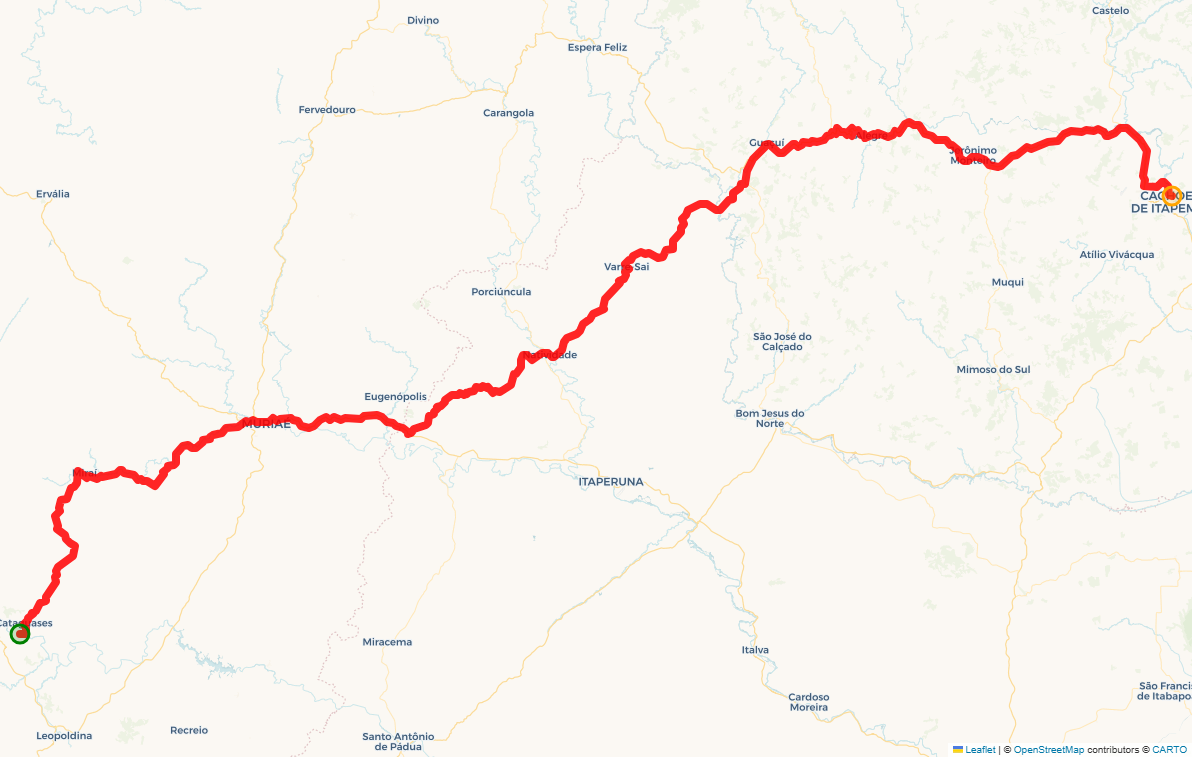 Castelo
Divino
Espera Feliz
Fervedouro
Carangola
Guaçuí
Alegre
Jerônimo
Monteiro
Ervália
DE ITAPEM
Atílio Vivácqua
Varre-Sai
Muqui
Porciúncula
São José do
Calçado
Natividade
Mimoso do Sul
Eugenópolis
Bom Jesus do
Norte
MURIAÉ
Miraí
ITAPERUNA
Cataguases
Miracema
Italva
São Francis
de Itabapo
Cardoso
Moreira
Recreio
Leopoldina
Santo Antônio
de Pádua
Leaflet | © OpenStreetMap contributors © CARTO